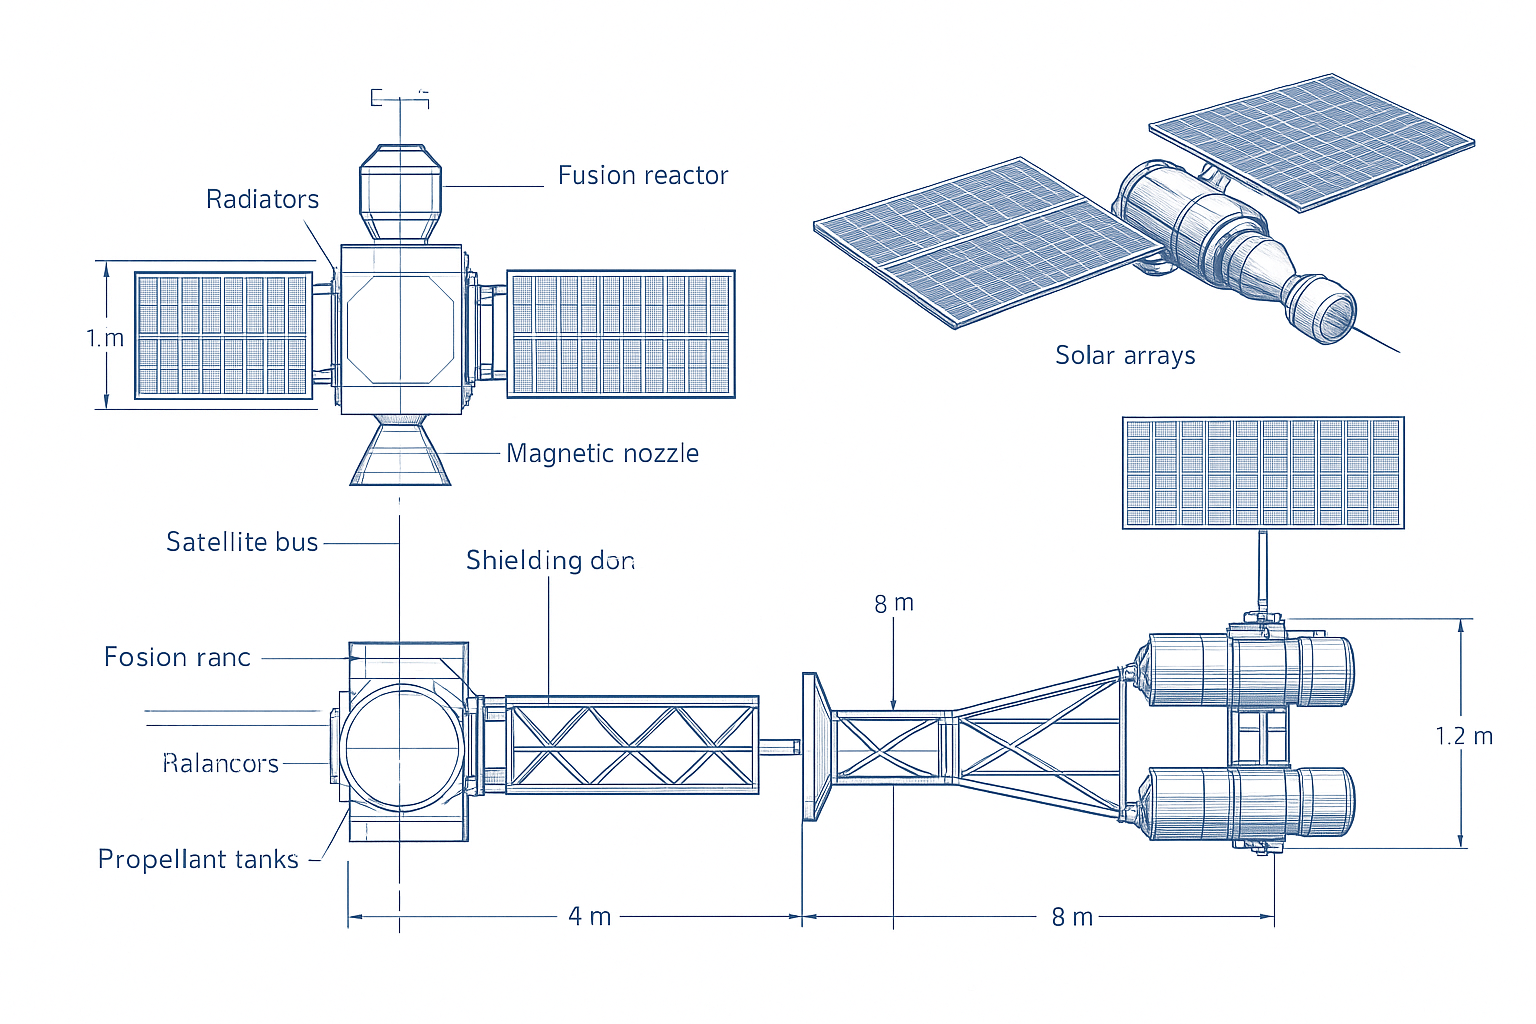 Radiators
Fusion reactor
1.m
Magnetic nozzle
Solar arrays
Satellite bus
Shielding don
8 m
Fosion ranc
Ralancors
1.2 m
Propellant tanks
4 m
8 m